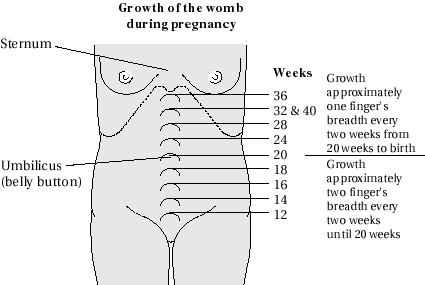 Growth of the womb
during pregnancy
Sternum
Weeks
36
32 & 40
28
24
20
18
16
14
12
Growth
approximately
one finger's
breadth every
two weeks from
20 weeks to birth
Growth
approximately
two finger's
breadth every
two weeks
until 20 weeks
Umbilicus
(belly button)